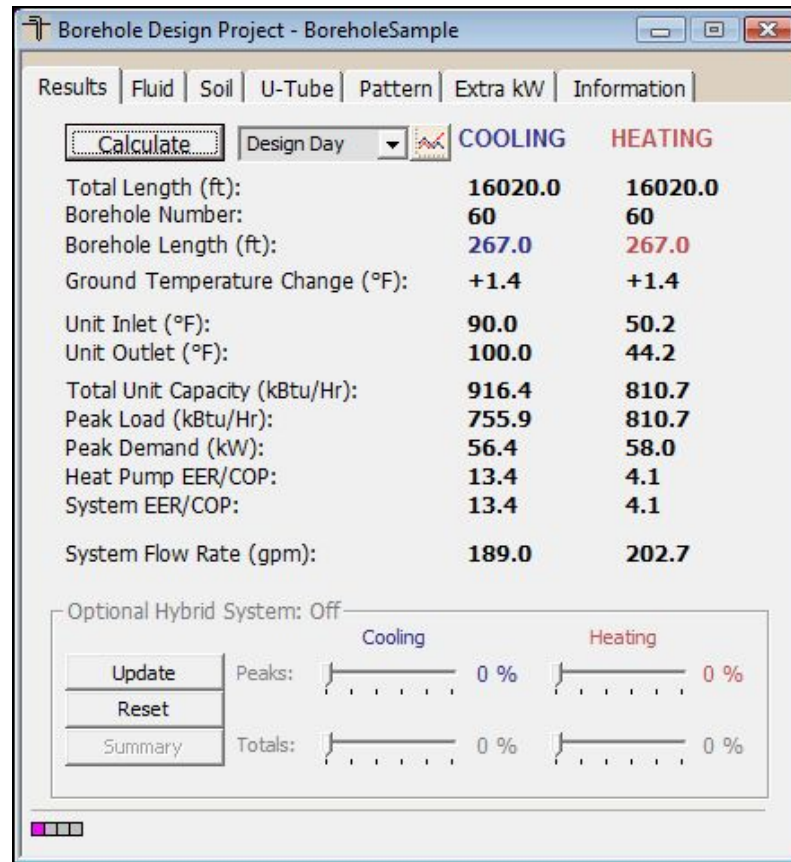 Borehole Design Project - BoreholeSample
Results Fluid Soil U-Tube Pattern Extra kW Information
Calculate Design Day COOLING HEATING
Total Length (ft): 16020.0 16020.0
Borehole Number: 60 60
Borehole Length (ft): 267.0 267.0
Ground Temperature Change (°F): +1.4 +1.4
Unit Inlet (°F): 90.0 50.2
Unit Outlet (°F): 100.0 44.2
Total Unit Capacity (kBtu/Hr): 916.4 810.7
Peak Load (kBtu/Hr): 755.9 810.7
Peak Demand (kW): 56.4 58.0
Heat Pump EER/COP: 13.4 4.1
System EER/COP: 13.4 4.1
System Flow Rate (gpm): 189.0 202.7
Optional Hybrid System: Off
Cooling Heating
Update Peaks: 0 % 0 %
Reset
Summary Totals: 0 % 0 %